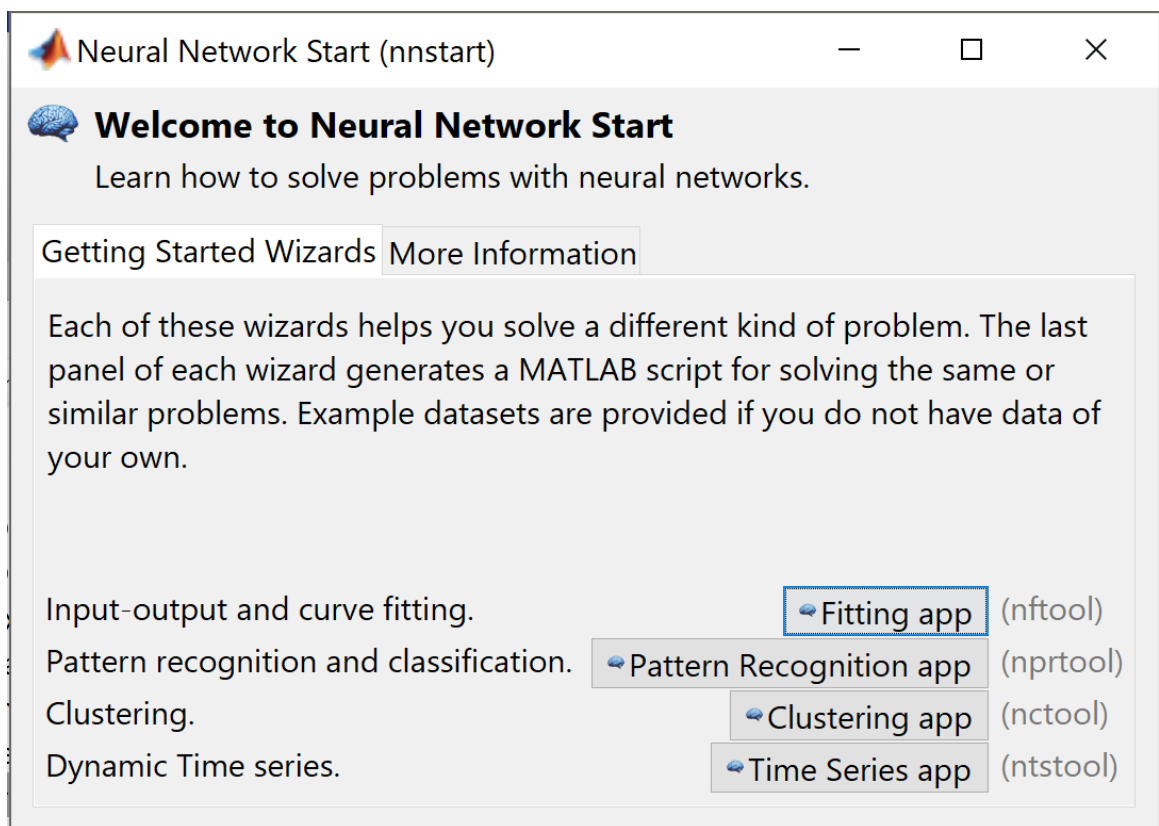 Neural Network Start (nnstart)
Welcome to Neural Network Start
Learn how to solve problems with neural networks.
Getting Started Wizards More Information
Each of these wizards helps you solve a different kind of problem. The last
panel of each wizard generates a MATLAB script for solving the same or
similar problems. Example datasets are provided if you do not have data of
your own.
Input-output and curve fitting. Fitting app (nftool)
Pattern recognition and classification. Pattern Recognition app (nprtool)
Clustering. Clustering app (nctool)
Dynamic Time series. Time Series app (ntstool)